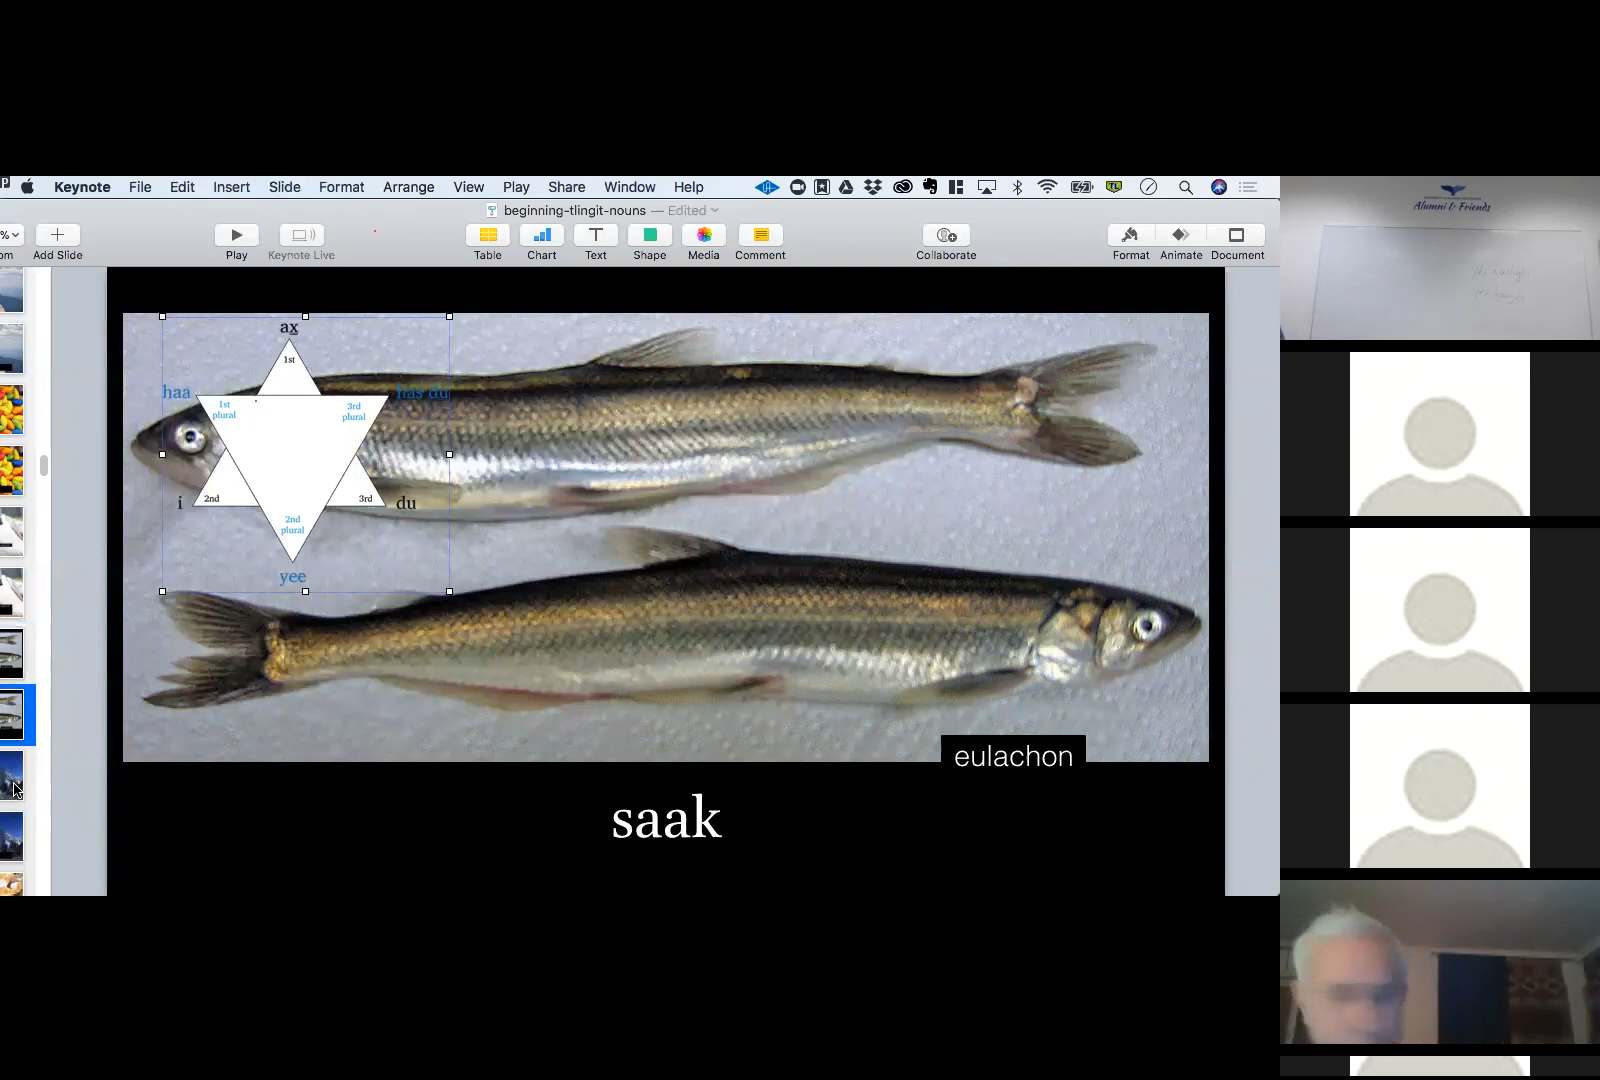 Keynote File Edit Insert Slide Format Arrange View Play Share Window Help
beginning-tlingit-nouns — Edited
Add Slide Play Keynote Live Table Chart Text Shape Media Comment Collaborate Format Animate Document
Alumni & Friends
ax̲
1st
haa
has du
1st
plural
3rd
plural
i
2nd
3rd
du
2nd
plural
yee
eulachon
saak